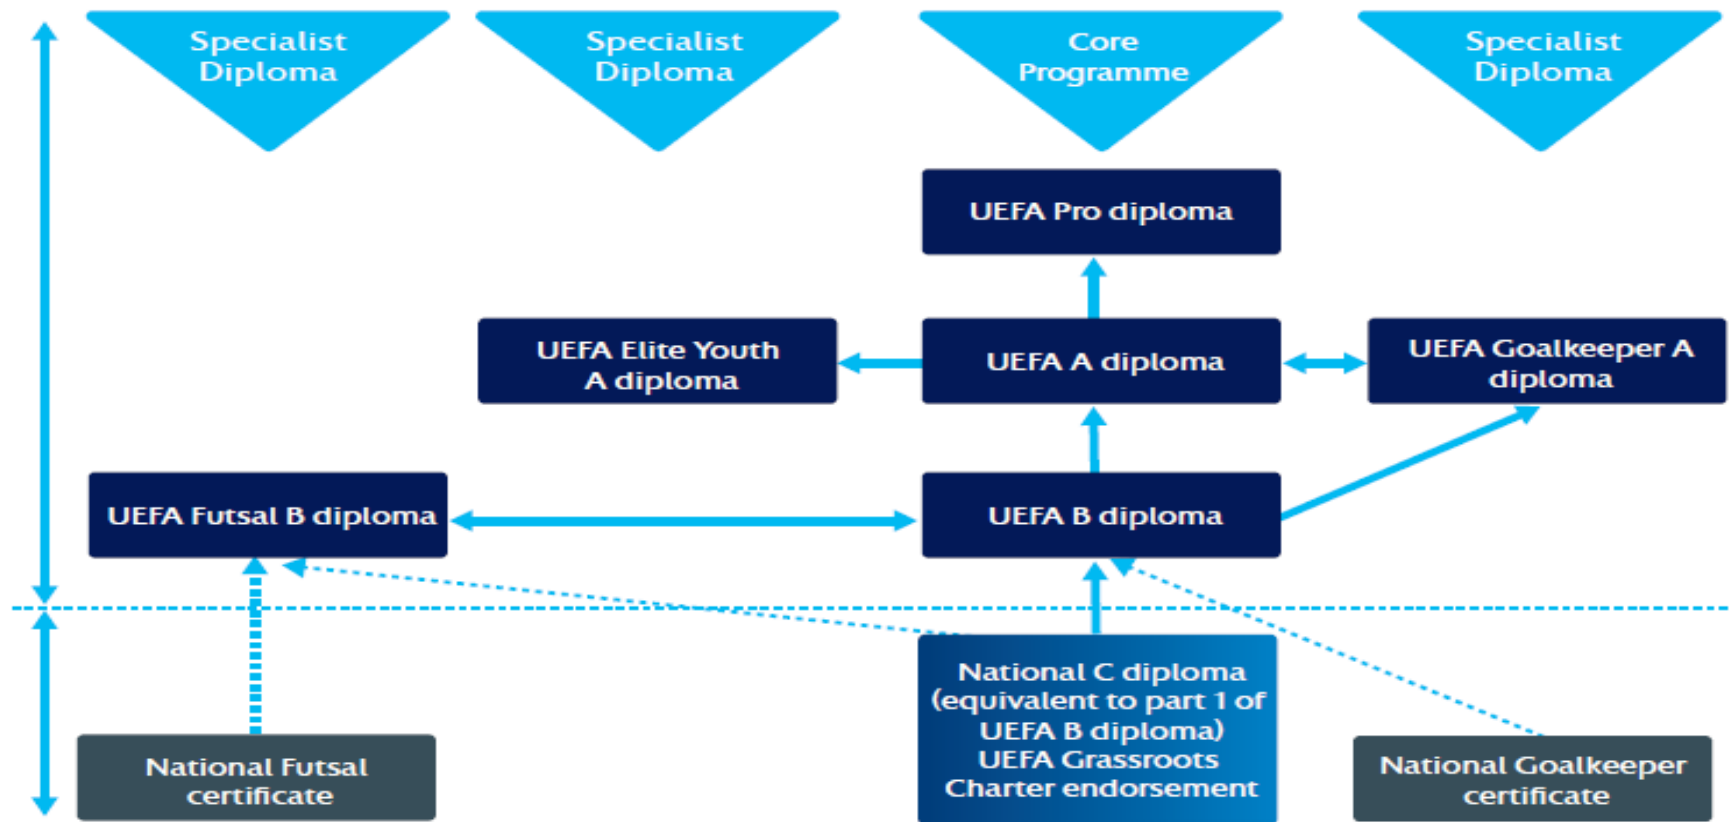 Specialist
Diploma
Specialist
Diploma
Core
Programme
Specialist
Diploma
UEFA Pro diploma
UEFA Elite Youth
A diploma
UEFA A diploma
UEFA Goalkeeper A
diploma
UEFA Futsal B diploma
UEFA B diploma
National Futsal
certificate
National C diploma
(equivalent to part 1 of
UEFA B diploma)
UEFA Grassroots
Charter endorsement
National Goalkeeper
certificate